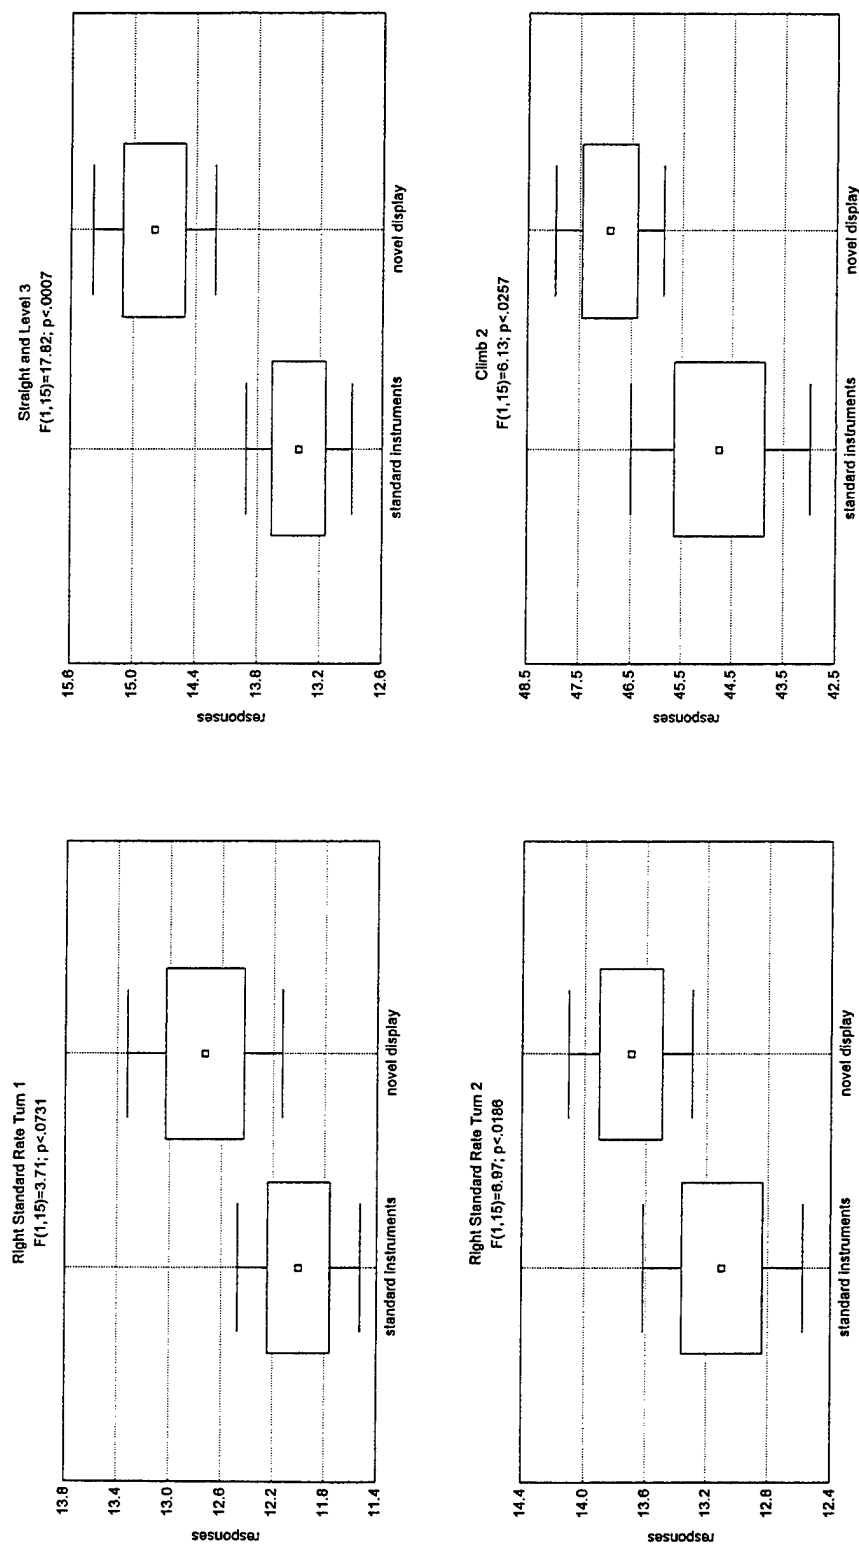 Right Standard Rate Turn 1
F(1,15)=3.71; p<.0731
responses
13.8
13.4
13.0
12.6
12.2
11.8
11.4
standard instruments
novel display
Straight and Level 3
F(1,15)=17.82; p<.0007
responses
15.6
15.0
14.4
13.8
13.2
12.6
standard instruments
novel display
Right Standard Rate Turn 2
F(1,15)=6.97; p<.0186
responses
14.4
14.0
13.6
13.2
12.8
12.4
standard instruments
novel display
Climb 2
F(1,15)=6.13; p<.0257
responses
48.5
47.5
46.5
45.5
44.5
43.5
42.5
standard instruments
novel display